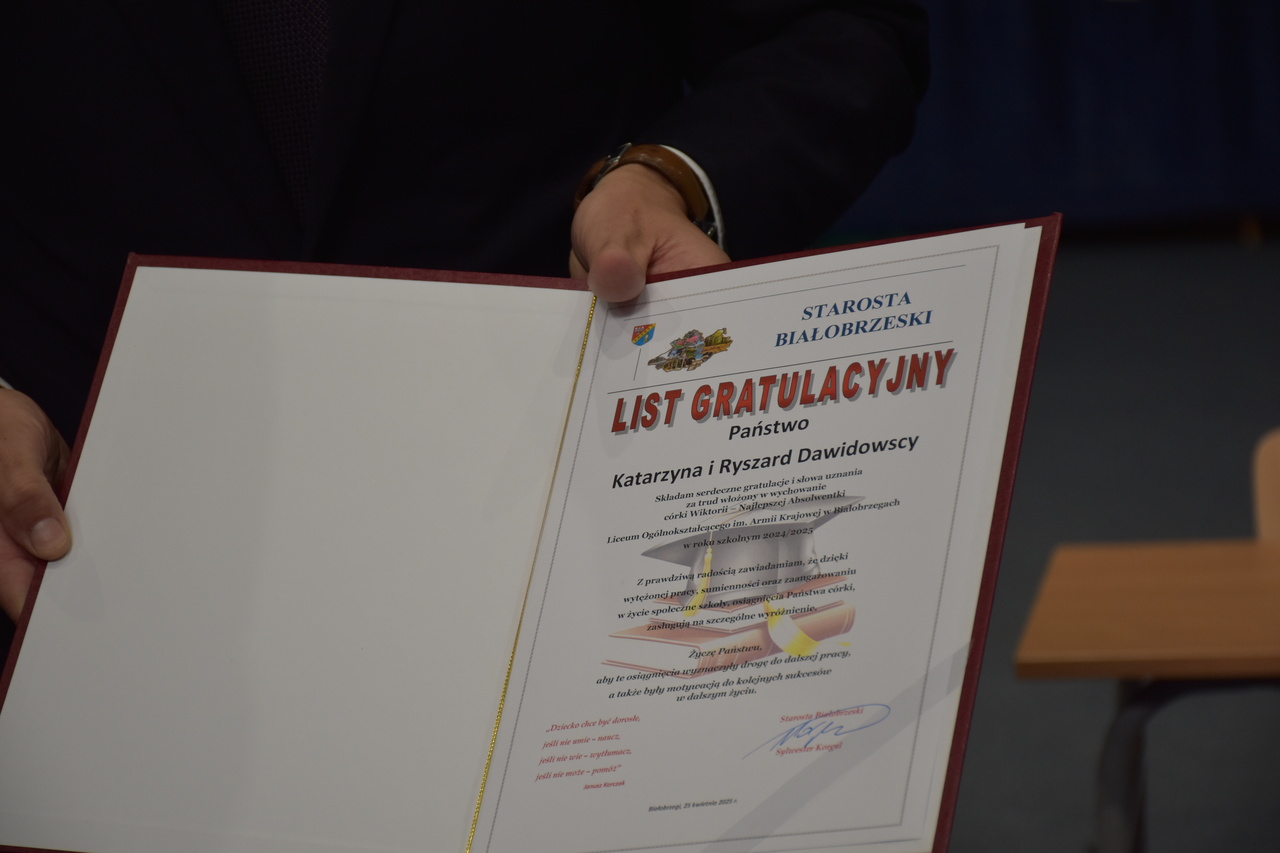 STAROSTA
BIAŁOBRZESKI
LIST GRATULACYJNY
Państwo
Katarzyna i Ryszard Dawidowscy
Składam serdeczne gratulacje i słowa uznania
za trud włożony w wychowanie
córki Wiktorii – Najlepszej Absolwentki
Liceum Ogólnokształcącego im. Armii Krajowej w Białobrzegach
w roku szkolnym 2024/2025
Z prawdziwą radością zawiadamiam, że dzięki
wytężonej pracy, sumienności oraz zaangażowaniu
w życie społeczne szkoły, osiągnięcia Państwa córki,
zasługują na szczególne wyróżnienie.
Życzę Państwu,
aby te osiągnięcia wyznaczyły drogę do dalszej pracy,
a także były motywacją do kolejnych sukcesów
w dalszym życiu.
„Dziecko chce być dorosłe,
jeśli nie umie – naucz,
jeśli nie wie – wytłumacz,
jeśli nie może – pomóż”
Janusz Korczak
Starosta Białobrzeski
Sylwester Korgul
Białobrzegi, 25 kwietnia 2025 r.